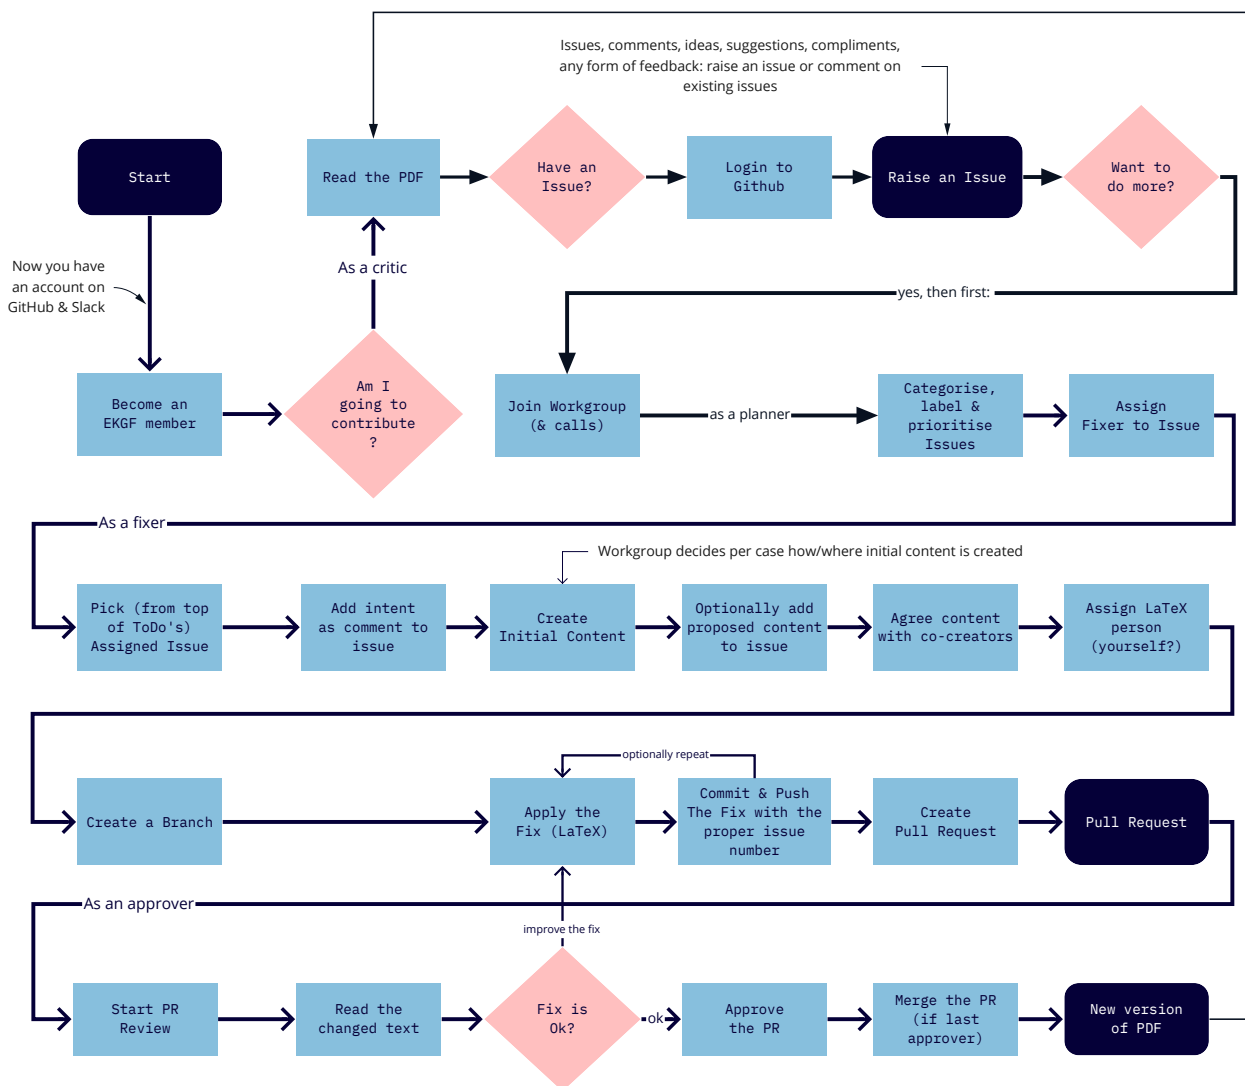 Issues, comments, ideas, suggestions, compliments,
any form of feedback: raise an issue or comment on
existing issues
Start
Read the PDF
Have an
Issue?
Login to
Github
Raise an Issue
Want to
do more?
Now you have
an account on
GitHub & Slack
As a critic
yes, then first:
Become an
EKGF member
Am I
going to
contribute
?
Join Workgroup
(& calls)
as a planner
Categorise,
label &
prioritise
Issues
Assign
Fixer to Issue
As a fixer
Workgroup decides per case how/where initial content is created
Pick (from top
of ToDo's)
Assigned Issue
Add intent
as comment to
issue
Create
Initial Content
Optionally add
proposed content
to issue
Agree content
with co-creators
Assign LaTeX
person
(yourself?)
optionally repeat
Create a Branch
Apply the
Fix (LaTeX)
Commit & Push
The Fix with the
proper issue
number
Create
Pull Request
Pull Request
As an approver
improve the fix
Start PR
Review
Read the
changed text
Fix is
Ok?
ok
Approve
the PR
Merge the PR
(if last
approver)
New version
of PDF